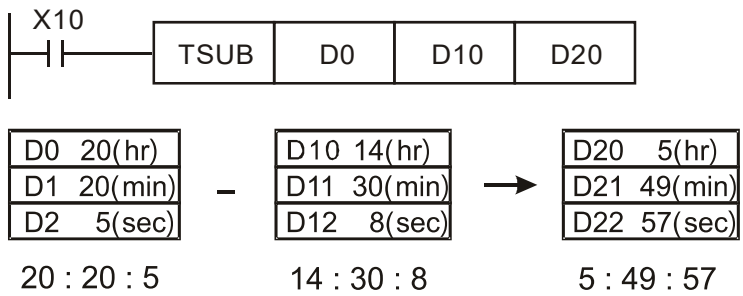 X10
TSUB D0 D10 D20
D0 20(hr) D10 14(hr) D20 5(hr)
D1 20(min) - D11 30(min) D21 49(min)
D2 5(sec) D12 8(sec) D22 57(sec)
20 : 20 : 5 14 : 30 : 8 5 : 49 : 57